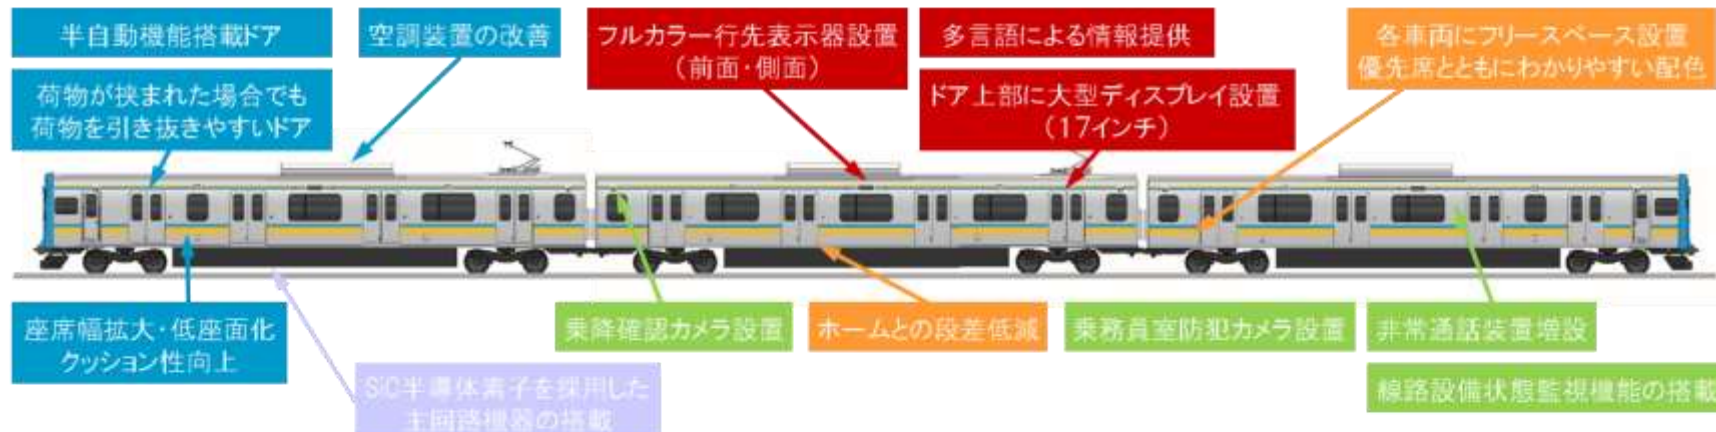 半自動機能搭載ドア
空調装置の改善
フルカラー行先表示器設置
(前面・側面)
多言語による情報提供
各車両にフリースペース設置
優先席とともにわかりやすい配色
荷物が挟まれた場合でも
荷物を引き抜きやすいドア
ドア上部に大型ディスプレイ設置
(17インチ)
座席幅拡大・低座面化
クッション性向上
乗降確認カメラ設置
ホームとの段差低減
乗務員室防犯カメラ設置
非常通話装置増設
SiC半導体素子を採用した
主回路機器の搭載
線路設備状態監視機能の搭載